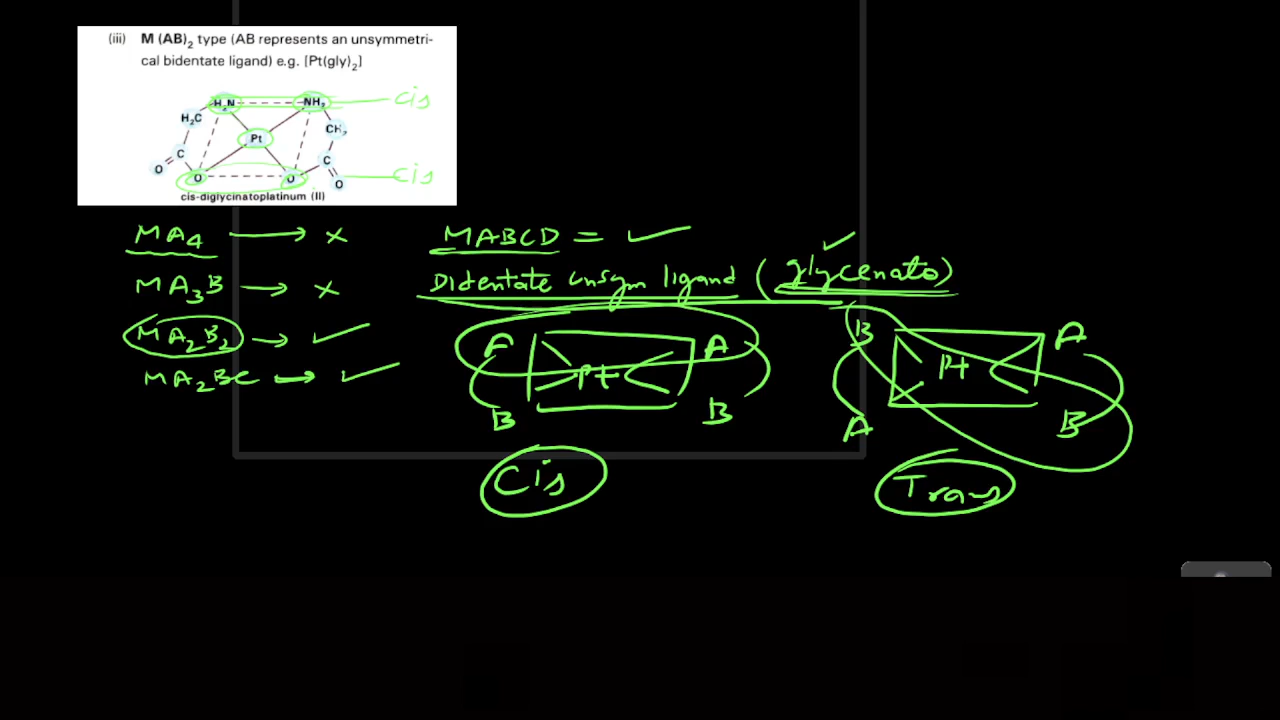 (iii) M (AB)2 type (AB represents an unsymmetri-
cal bidentate ligand) e.g. [Pt(gly)2]
H2N NH2 cis
H2C CH2
Pt
C C
O O O O cis
cis-diglycinatoplatinum (II)
MA4 → × MABCD = ✓
MA3B → × Didentate unsym ligand (glycenato) ✓
MA2B2 → ✓
MA2BC → ✓
A A B A
Pt Pt
B B A B
Cis Trans